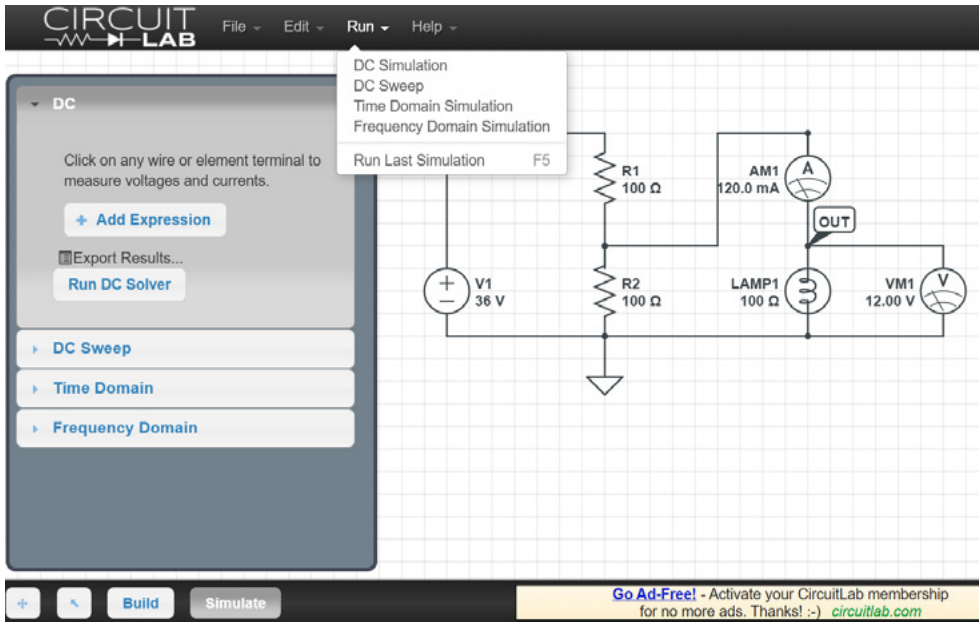 CIRCUIT
LAB
File
Edit
Run
Help
DC Simulation
DC Sweep
Time Domain Simulation
Frequency Domain Simulation
Run Last Simulation F5
DC
Click on any wire or element terminal to
measure voltages and currents.
+ Add Expression
Export Results...
Run DC Solver
DC Sweep
Time Domain
Frequency Domain
R1
100 Ω
AM1
120.0 mA
A
OUT
V1
36 V
R2
100 Ω
LAMP1
100 Ω
VM1
12.00 V
V
Build
Simulate
Go Ad-Free! - Activate your CircuitLab membership
for no more ads. Thanks! :-) circuitlab.com